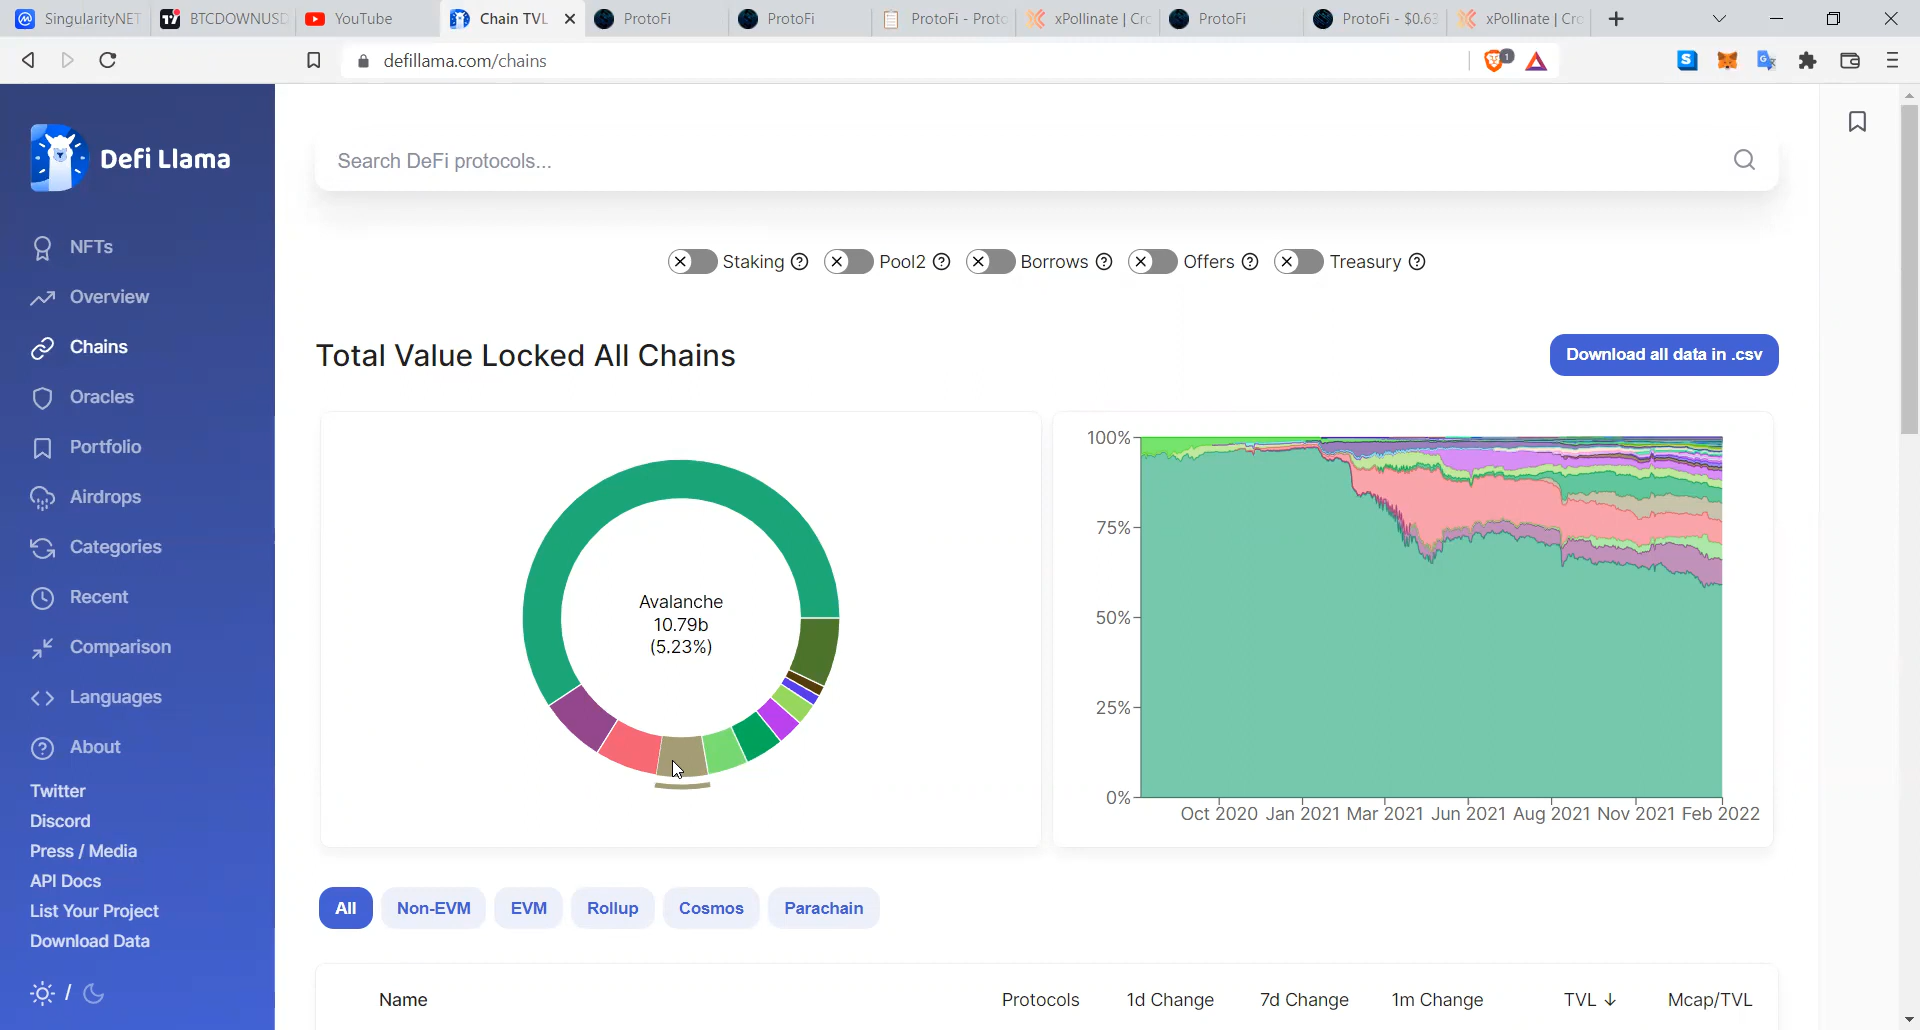 SingularityNET
BTCDOWNUSD
YouTube
Chain TVL
ProtoFi
ProtoFi
ProtoFi - Proto
xPollinate | Cro
ProtoFi
ProtoFi - $0.63
xPollinate | Cro
defillama.com/chains
1
Defi Llama
Search DeFi protocols...
NFTs
Overview
Chains
Oracles
Portfolio
Airdrops
Categories
Recent
Comparison
Languages
About
Twitter
Discord
Press / Media
API Docs
List Your Project
Download Data
/
Staking
Pool2
Borrows
Offers
Treasury
Total Value Locked All Chains
Download all data in .csv
Avalanche
10.79b
(5.23%)
100%
75%
50%
25%
0%
Oct 2020 Jan 2021 Mar 2021 Jun 2021 Aug 2021 Nov 2021 Feb 2022
All
Non-EVM
EVM
Rollup
Cosmos
Parachain
Name
Protocols
1d Change
7d Change
1m Change
TVL ↓
Mcap/TVL